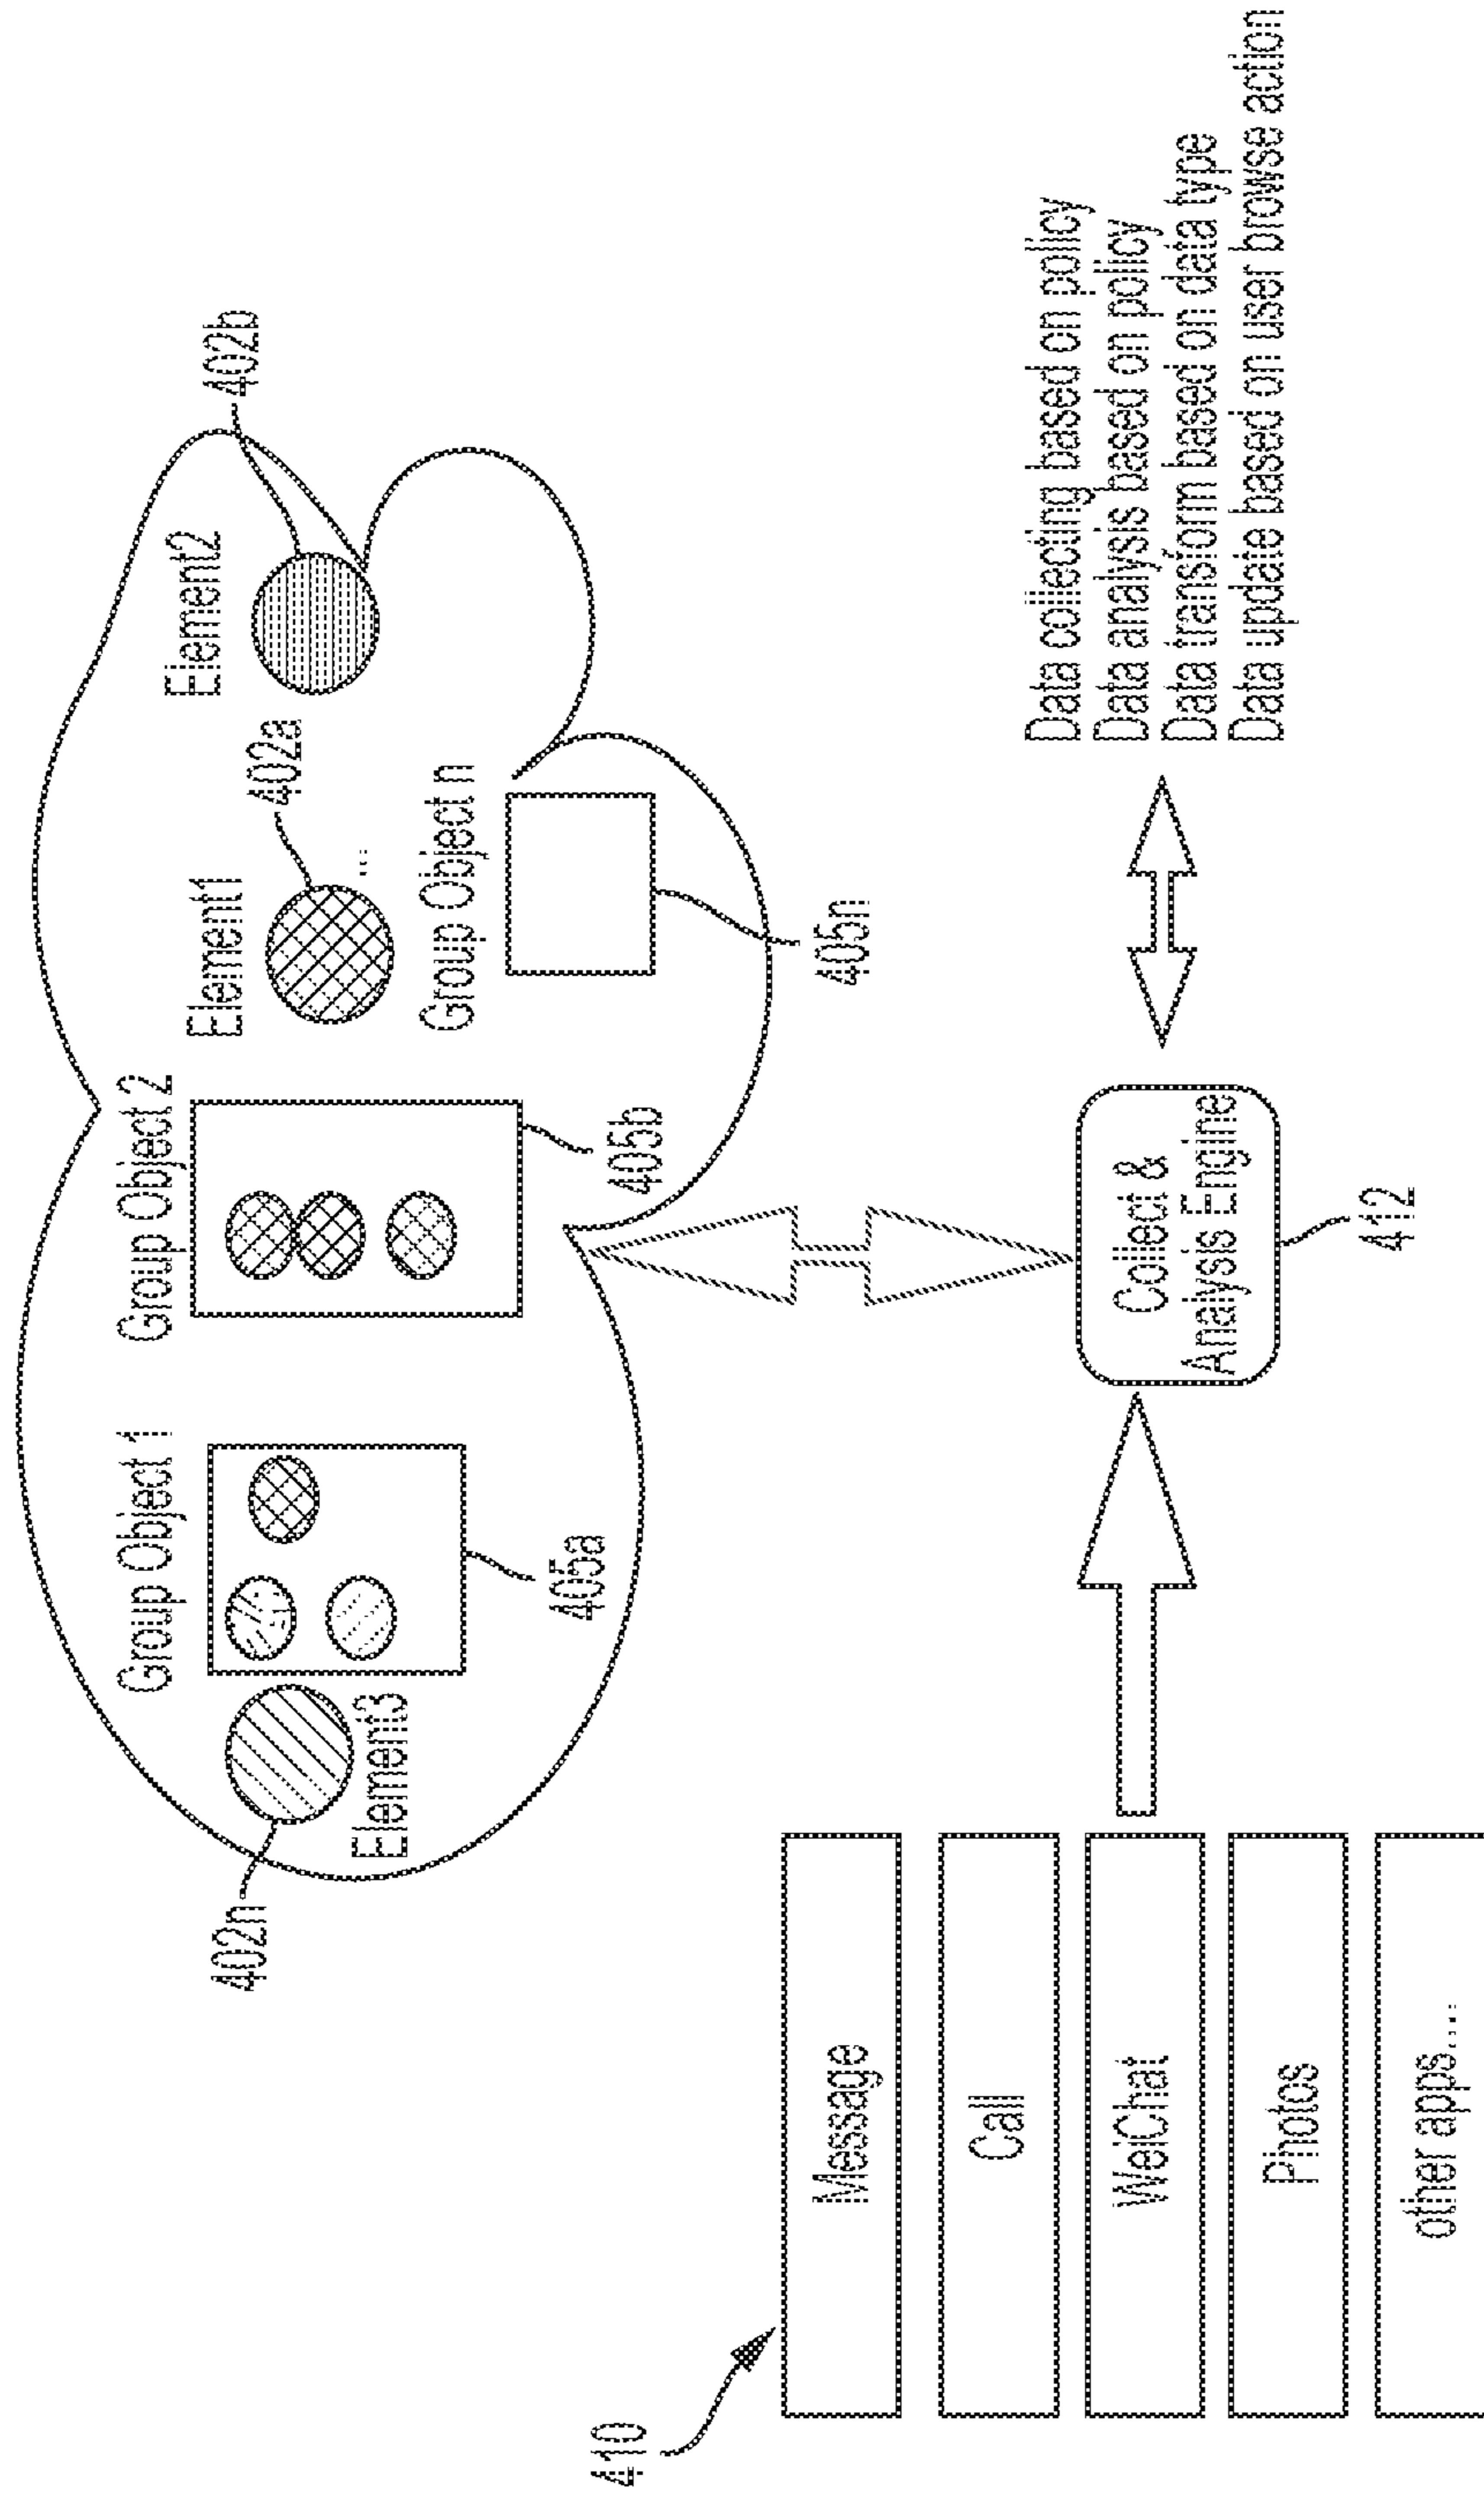 402n
Group Object 1
Element3
405a
Group Object 2
405b
Element1
402a
...
Group Object n
405n
Element2
402b
410
Message
Call
WeiChat
Photos
other apps....
Collect &
Analysis Engine
412
Data collecting based on policy
Data analysis based on policy
Data transform based on data type
Data update based on user browse action